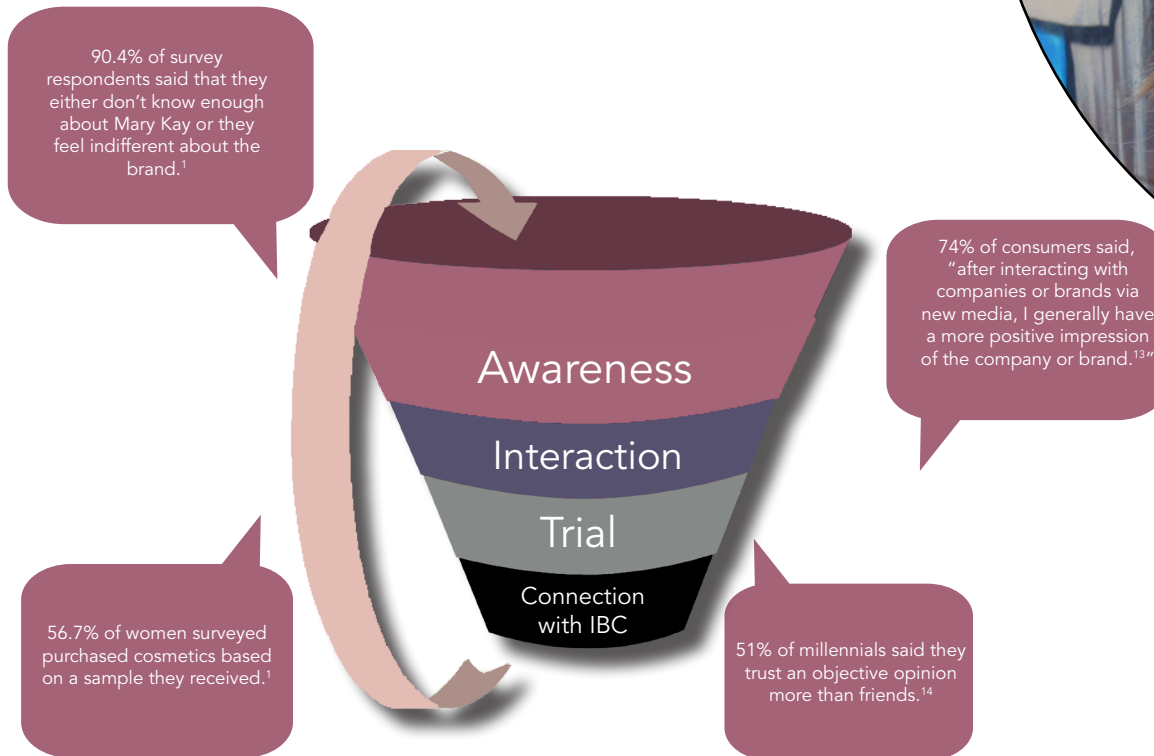 90.4% of survey
respondents said that they
either don’t know enough
about Mary Kay or they
feel indifferent about the
brand.¹
74% of consumers said,
“after interacting with
companies or brands via
new media, I generally have
a more positive impression
of the company or brand.¹³”
Awareness
Interaction
Trial
Connection
with IBC
56.7% of women surveyed
purchased cosmetics based
on a sample they received.¹
51% of millennials said they
trust an objective opinion
more than friends.¹⁴